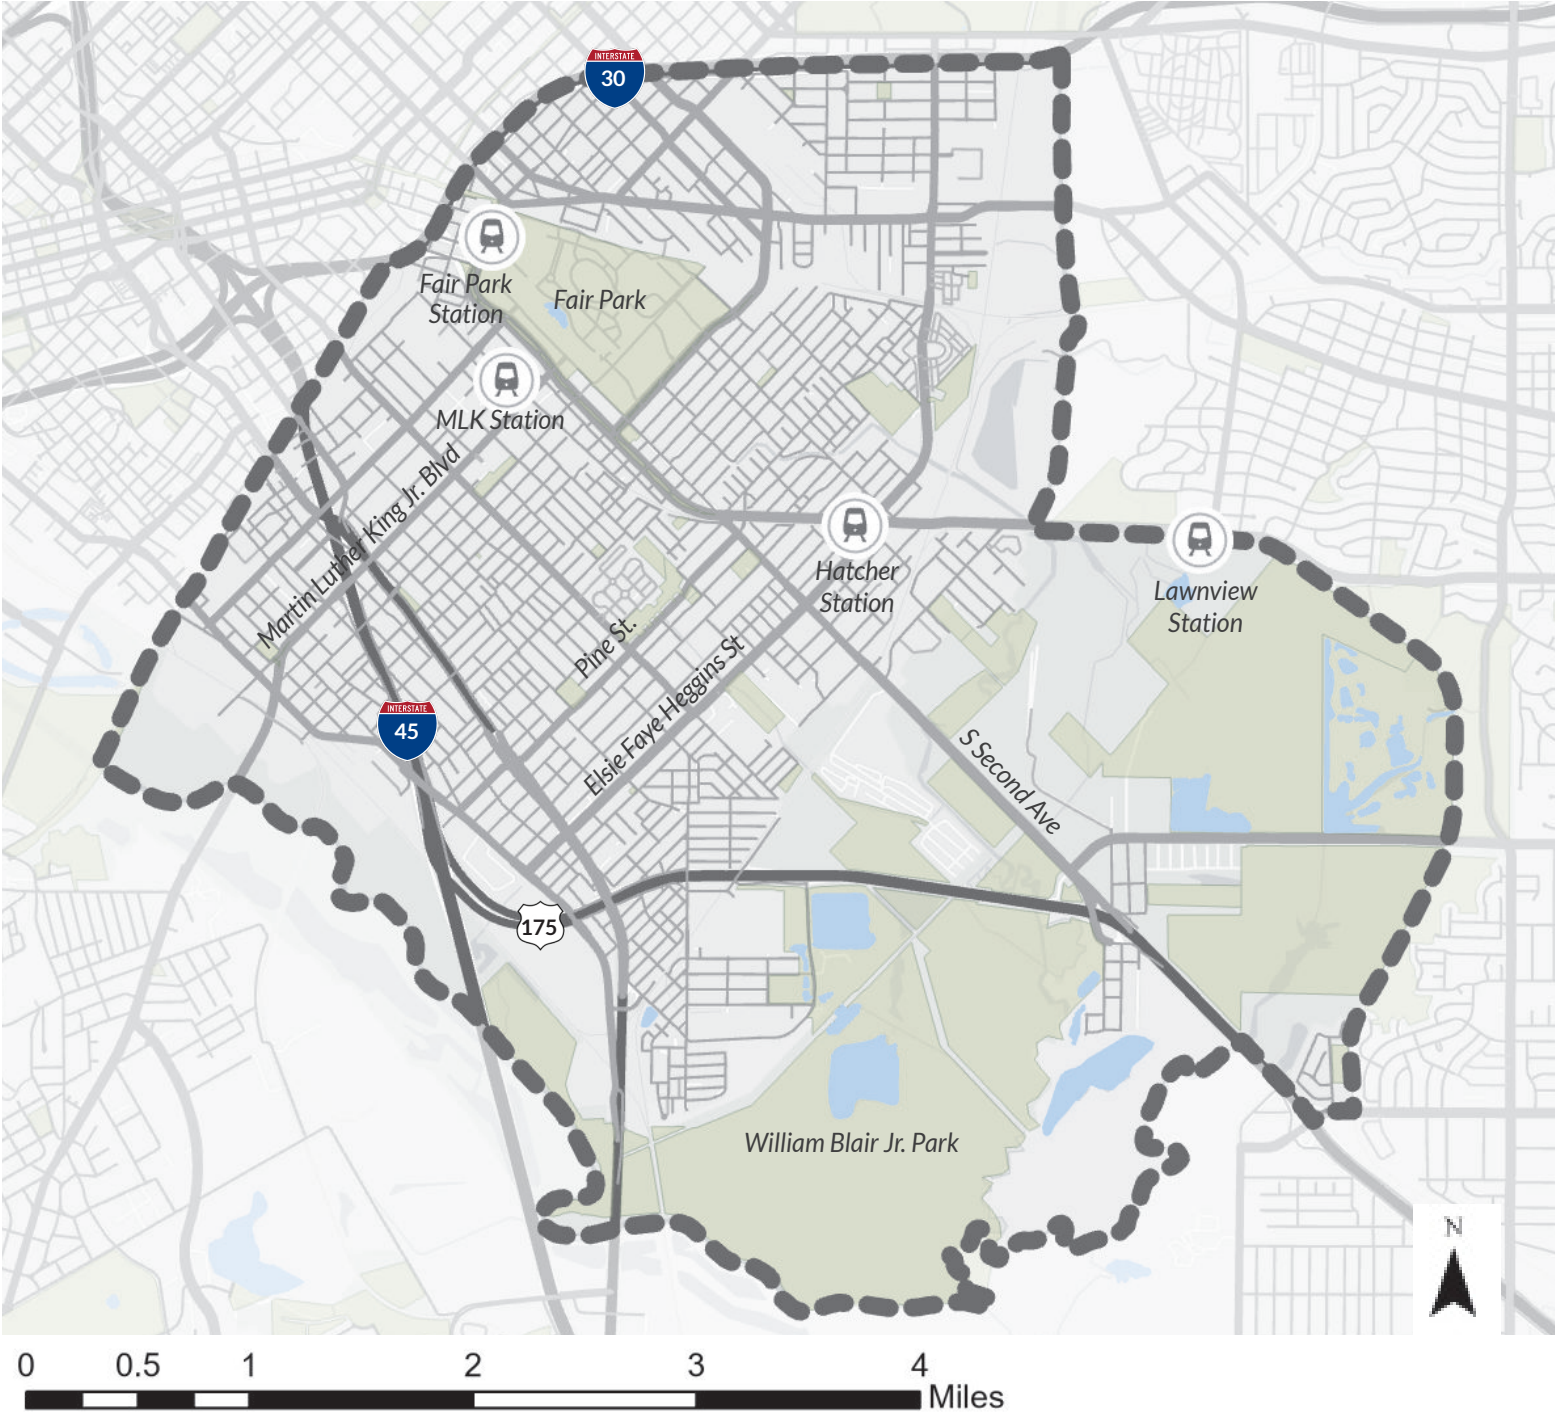 INTERSTATE
30
Fair Park
Station
Fair Park
MLK Station
Martin Luther King Jr. Blvd
Hatcher
Station
Lawnview
Station
Pine St.
Elsie Faye Heggins St
INTERSTATE
45
S Second Ave
175
William Blair Jr. Park
N
0 0.5 1 2 3 4
Miles